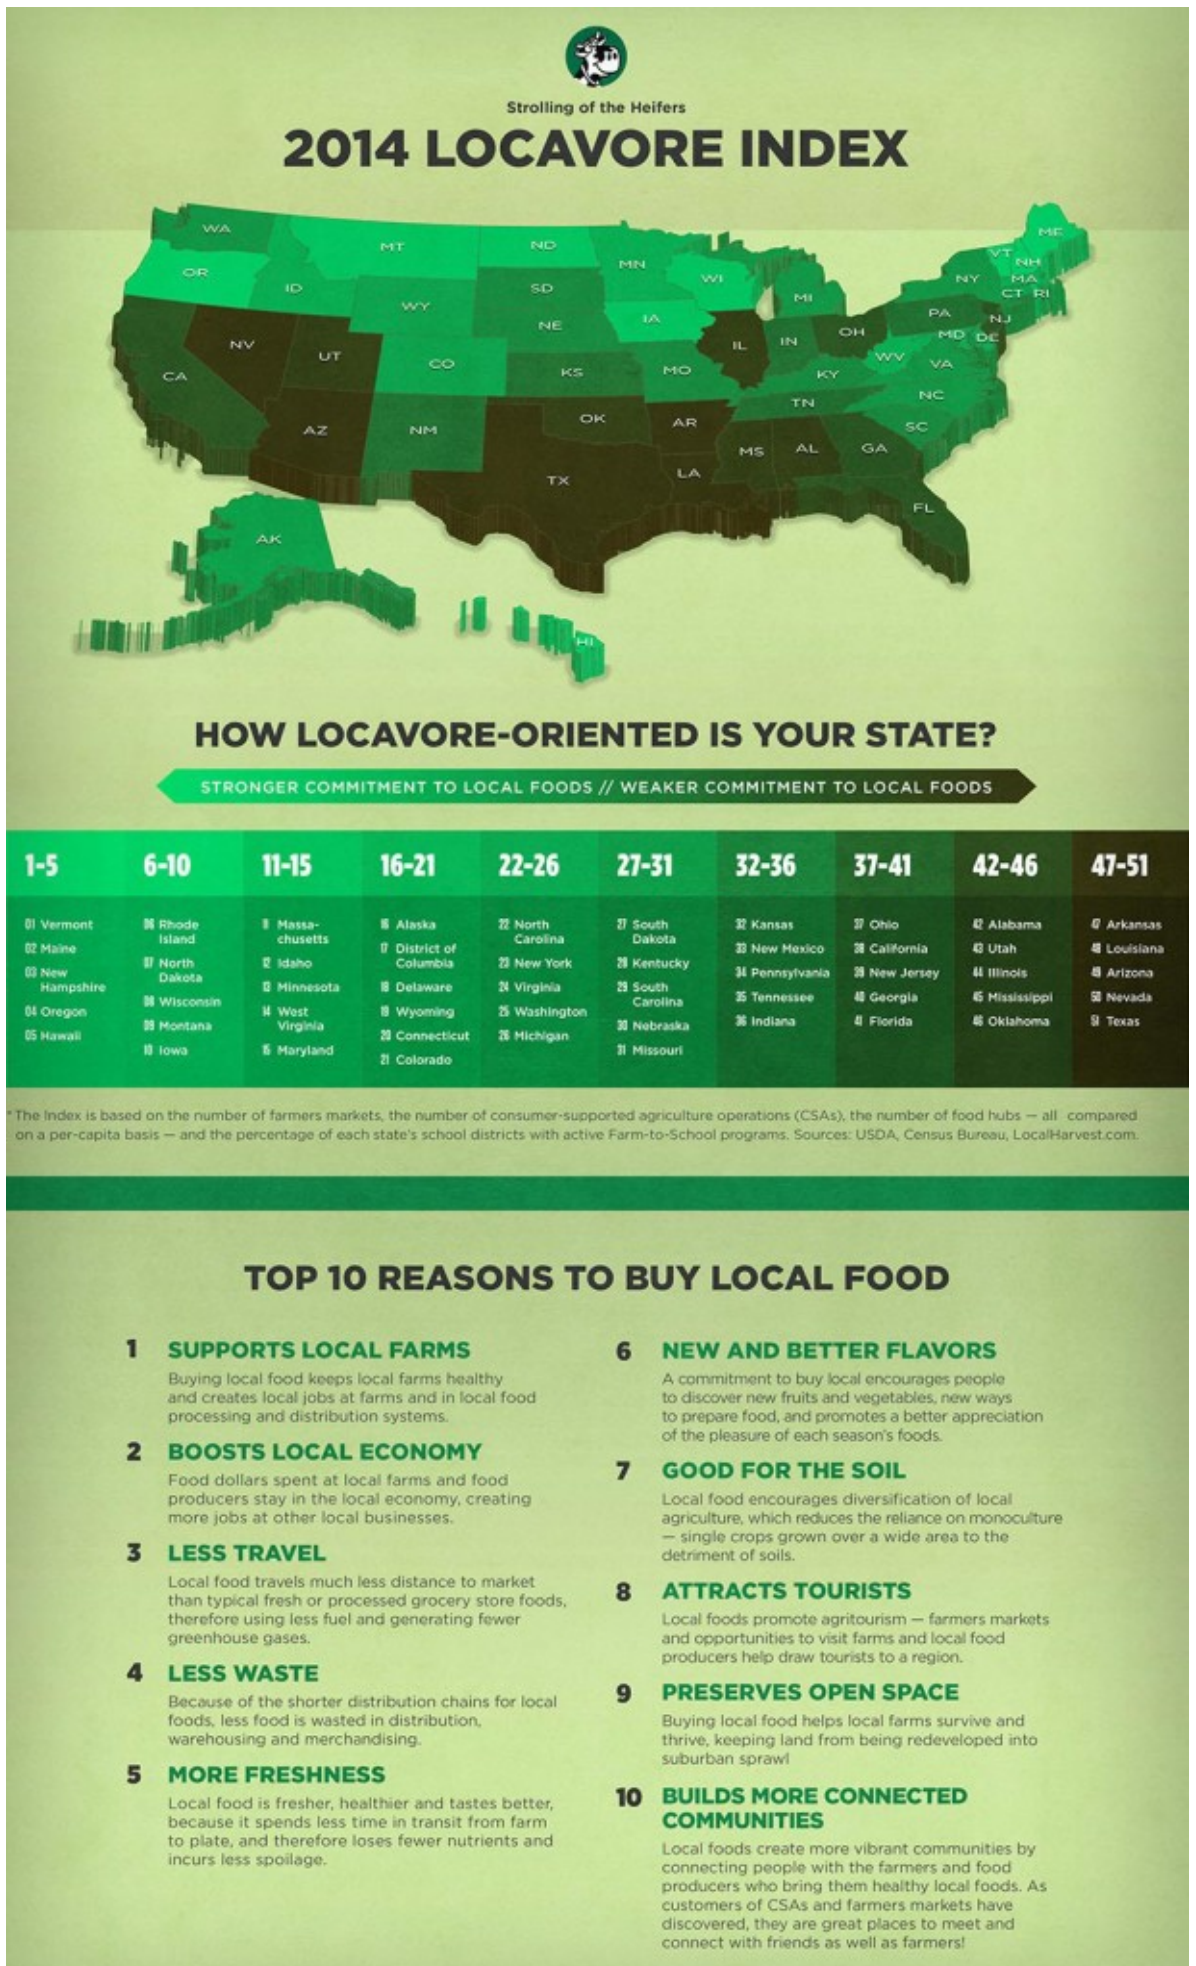 Strolling of the Heifers
2014 LOCAVORE INDEX
WA
MT
ND
MN
WI
MI
ME
VT
NH
NY
MA
CT
RI
OR
ID
SD
WY
NE
IA
PA
NJ
NV
UT
CO
IL
IN
OH
MD
DE
WV
VA
CA
KS
MO
KY
NC
AZ
NM
OK
AR
TN
SC
MS
AL
GA
LA
TX
FL
AK
HI
HOW LOCAVORE-ORIENTED IS YOUR STATE?
STRONGER COMMITMENT TO LOCAL FOODS // WEAKER COMMITMENT TO LOCAL FOODS
1-5
01 Vermont
02 Maine
03 New
Hampshire
04 Oregon
05 Hawaii
6-10
06 Rhode
Island
07 North
Dakota
08 Wisconsin
09 Montana
10 Iowa
11-15
11 Massa-
chusetts
12 Idaho
13 Minnesota
14 West
Virginia
15 Maryland
16-21
16 Alaska
17 District of
Columbia
18 Delaware
19 Wyoming
20 Connecticut
21 Colorado
22-26
22 North
Carolina
23 New York
24 Virginia
25 Washington
26 Michigan
27-31
27 South
Dakota
28 Kentucky
29 South
Carolina
30 Nebraska
31 Missouri
32-36
32 Kansas
33 New Mexico
34 Pennsylvania
35 Tennessee
36 Indiana
37-41
37 Ohio
38 California
39 New Jersey
40 Georgia
41 Florida
42-46
42 Alabama
43 Utah
44 Illinois
45 Mississippi
46 Oklahoma
47-51
47 Arkansas
48 Louisiana
49 Arizona
50 Nevada
51 Texas
* The Index is based on the number of farmers markets, the number of consumer-supported agriculture operations (CSAs), the number of food hubs — all compared
on a per-capita basis — and the percentage of each state's school districts with active Farm-to-School programs. Sources: USDA, Census Bureau, LocalHarvest.com.
TOP 10 REASONS TO BUY LOCAL FOOD
1 SUPPORTS LOCAL FARMS
Buying local food keeps local farms healthy
and creates local jobs at farms and in local food
processing and distribution systems.
2 BOOSTS LOCAL ECONOMY
Food dollars spent at local farms and food
producers stay in the local economy, creating
more jobs at other local businesses.
3 LESS TRAVEL
Local food travels much less distance to market
than typical fresh or processed grocery store foods,
therefore using less fuel and generating fewer
greenhouse gases.
4 LESS WASTE
Because of the shorter distribution chains for local
foods, less food is wasted in distribution,
warehousing and merchandising.
5 MORE FRESHNESS
Local food is fresher, healthier and tastes better,
because it spends less time in transit from farm
to plate, and therefore loses fewer nutrients and
incurs less spoilage.
6 NEW AND BETTER FLAVORS
A commitment to buy local encourages people
to discover new fruits and vegetables, new ways
to prepare food, and promotes a better appreciation
of the pleasure of each season's foods.
7 GOOD FOR THE SOIL
Local food encourages diversification of local
agriculture, which reduces the reliance on monoculture
— single crops grown over a wide area to the
detriment of soils.
8 ATTRACTS TOURISTS
Local foods promote agritourism — farmers markets
and opportunities to visit farms and local food
producers help draw tourists to a region.
9 PRESERVES OPEN SPACE
Buying local food helps local farms survive and
thrive, keeping land from being redeveloped into
suburban sprawl
10 BUILDS MORE CONNECTED
COMMUNITIES
Local foods create more vibrant communities by
connecting people with the farmers and food
producers who bring them healthy local foods. As
customers of CSAs and farmers markets have
discovered, they are great places to meet and
connect with friends as well as farmers!